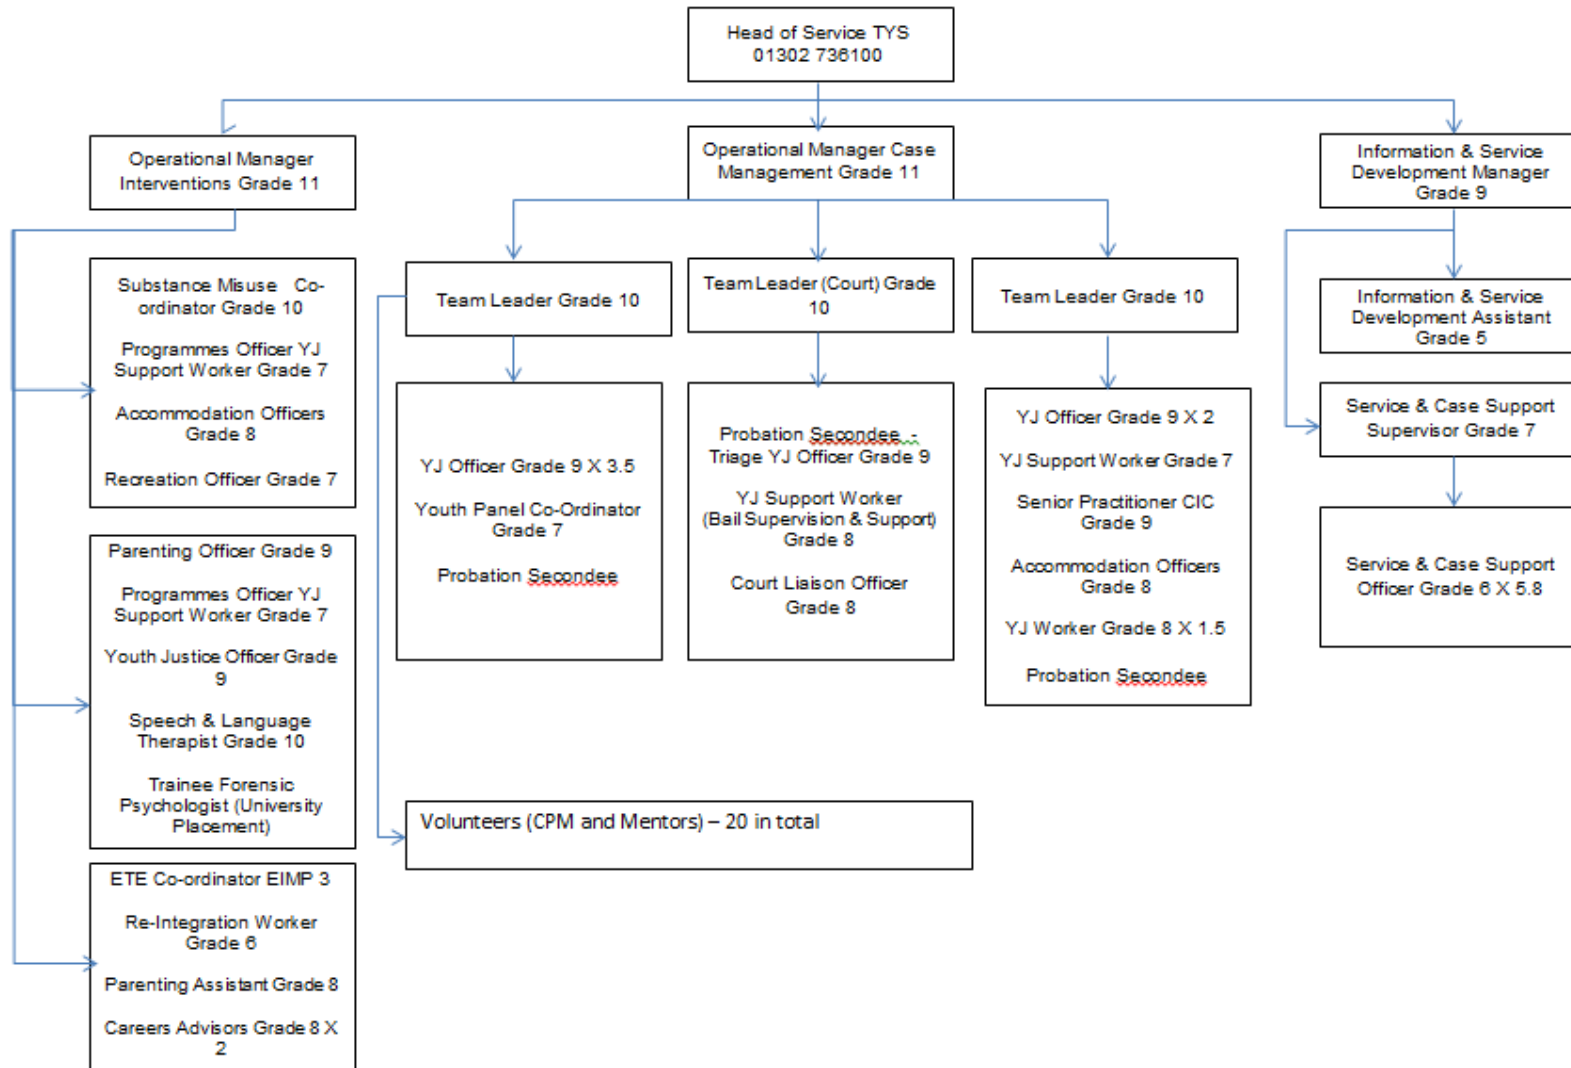 Head of Service TYS
01302 736100
Operational Manager
Interventions Grade 11
Operational Manager Case
Management Grade 11
Information & Service
Development Manager
Grade 9
Substance Misuse Co-
ordinator Grade 10
Programmes Officer YJ
Support Worker Grade 7
Accommodation Officers
Grade 8
Recreation Officer Grade 7
Parenting Officer Grade 9
Programmes Officer YJ
Support Worker Grade 7
Youth Justice Officer Grade
9
Speech & Language
Therapist Grade 10
Trainee Forensic
Psychologist (University
Placement)
ETE Co-ordinator EIMP 3
Re-Integration Worker
Grade 6
Parenting Assistant Grade 8
Careers Advisors Grade 8 X
2
Team Leader Grade 10
YJ Officer Grade 9 X 3.5
Youth Panel Co-Ordinator
Grade 7
Probation Secondee
Volunteers (CPM and Mentors) – 20 in total
Team Leader (Court) Grade
10
Probation Secondee -
Triage YJ Officer Grade 9
YJ Support Worker
(Bail Supervision & Support)
Grade 8
Court Liaison Officer
Grade 8
Team Leader Grade 10
YJ Officer Grade 9 X 2
YJ Support Worker Grade 7
Senior Practitioner CIC
Grade 9
Accommodation Officers
Grade 8
YJ Worker Grade 8 X 1.5
Probation Secondee
Information & Service
Development Assistant
Grade 5
Service & Case Support
Supervisor Grade 7
Service & Case Support
Officer Grade 6 X 5.8